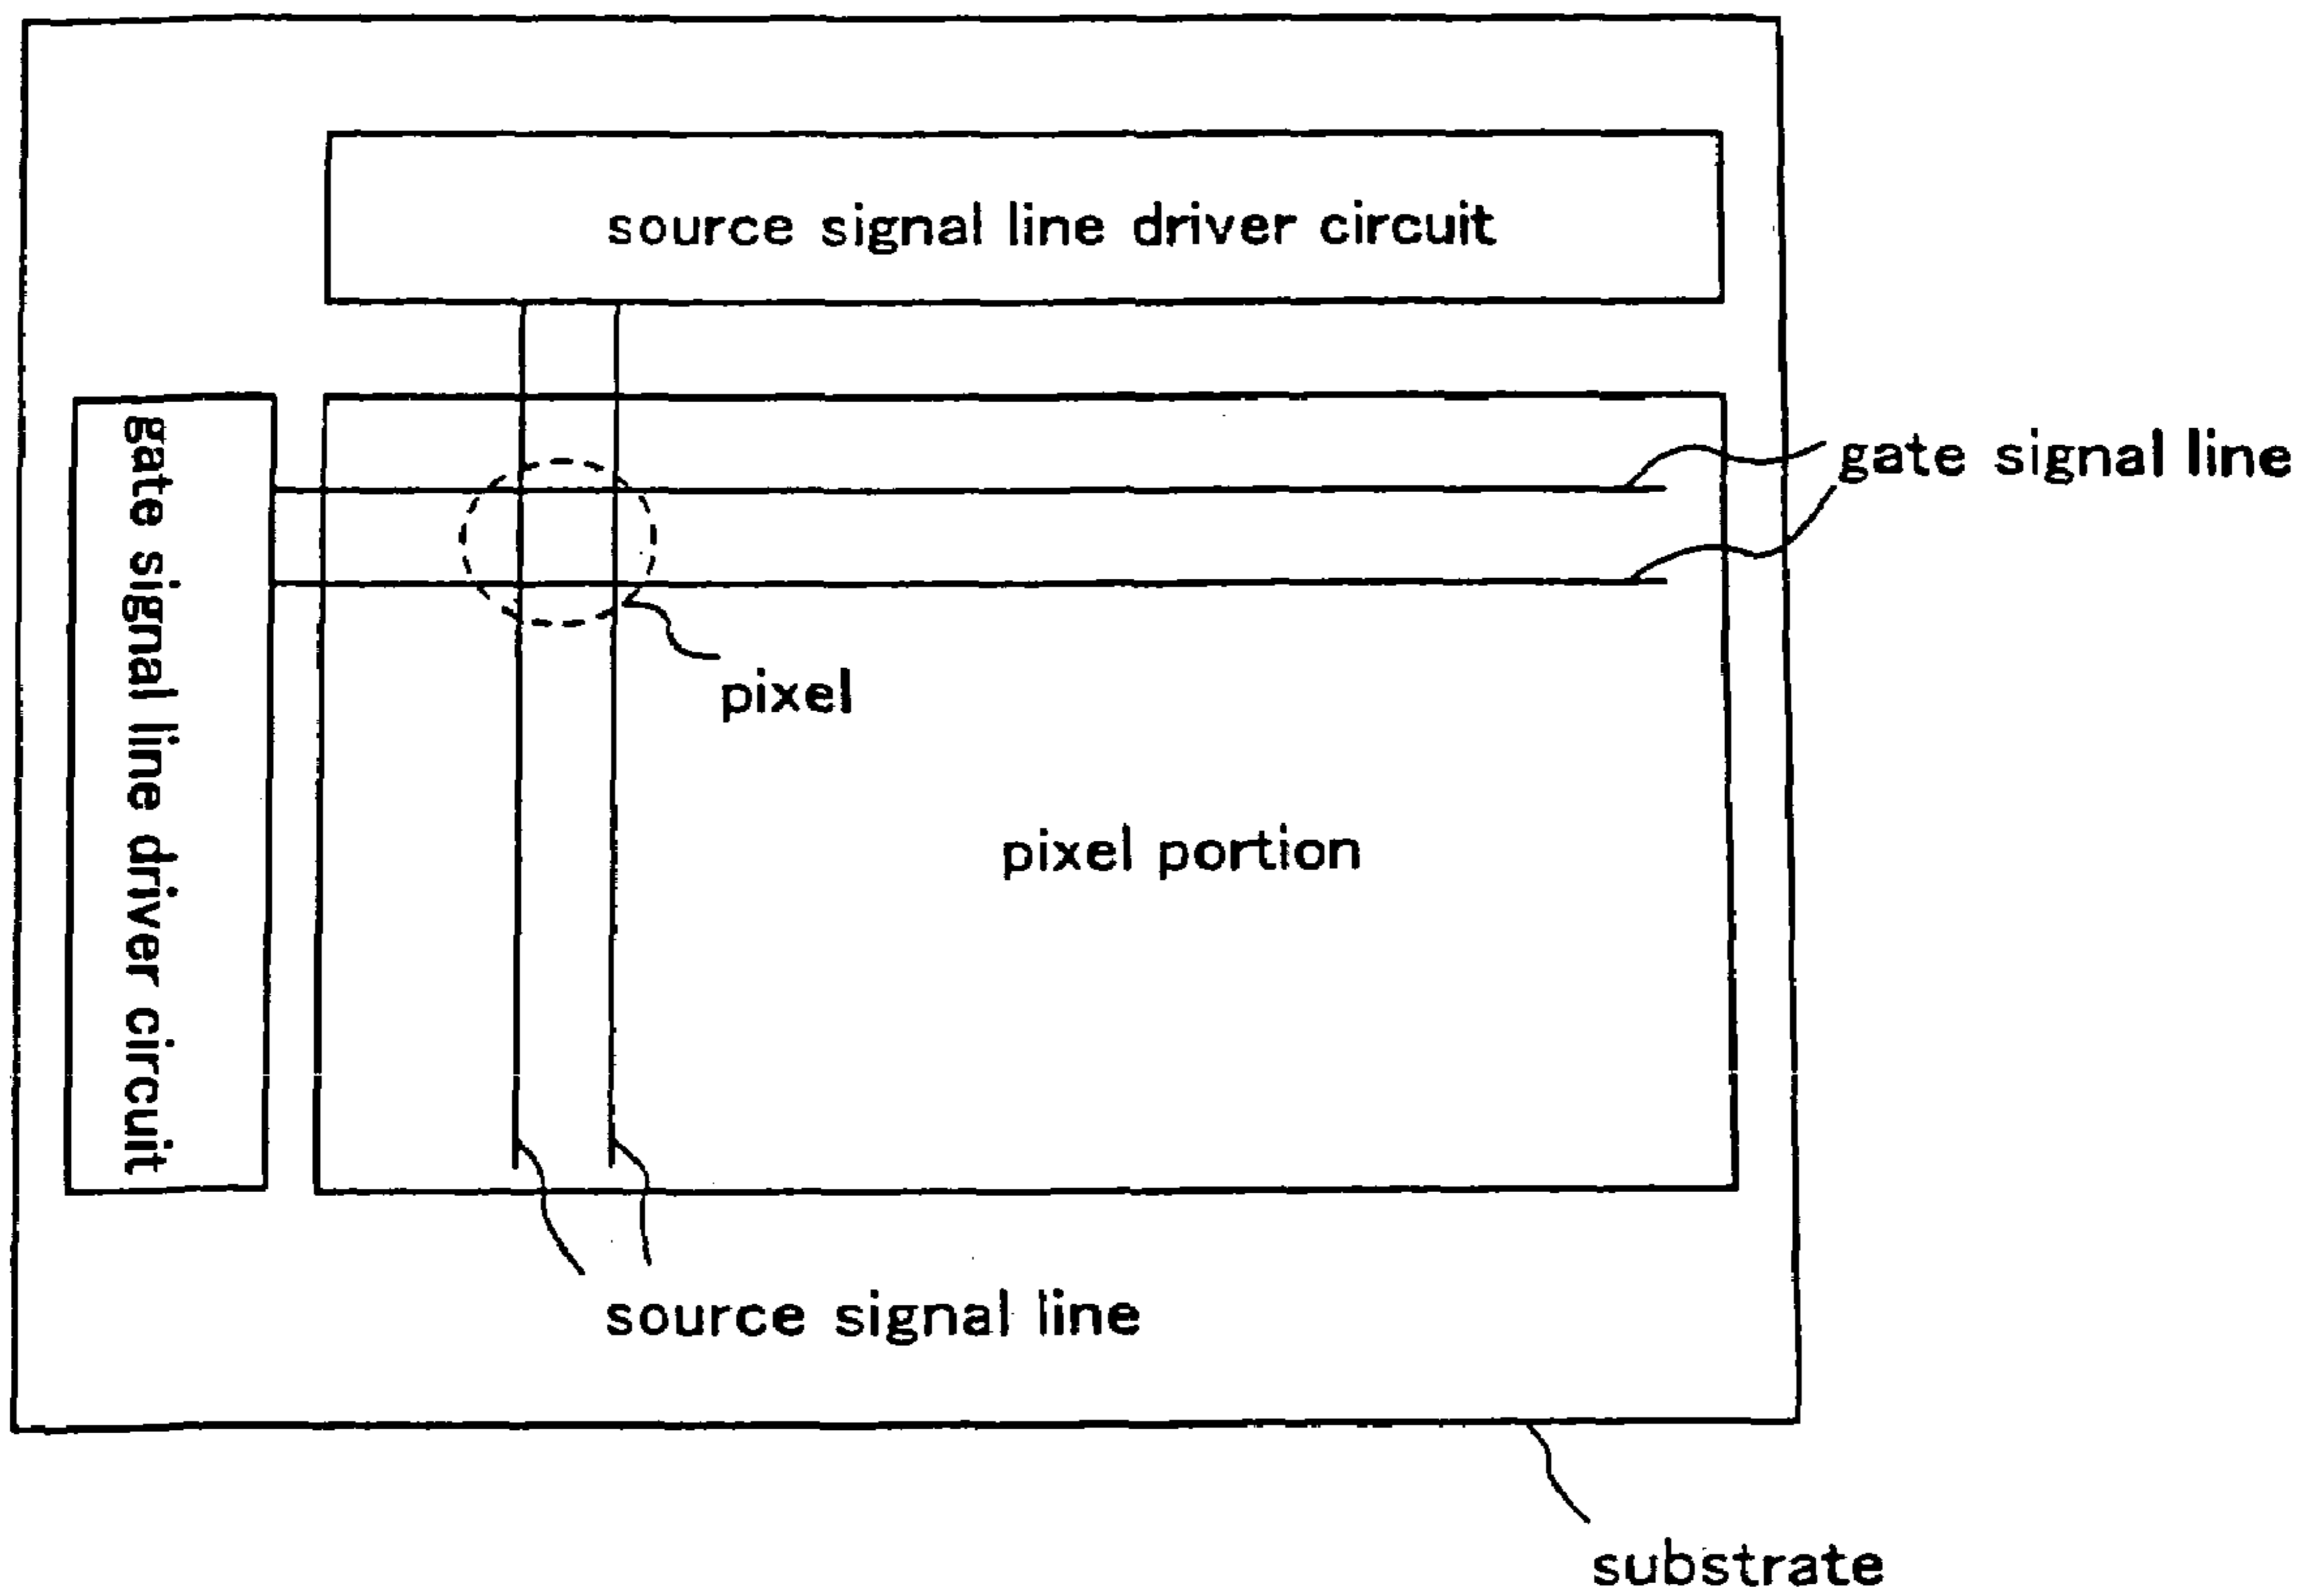 source signal line driver circuit
gate signal line
gate signal line driver circuit
pixel
pixel portion
source signal line
substrate